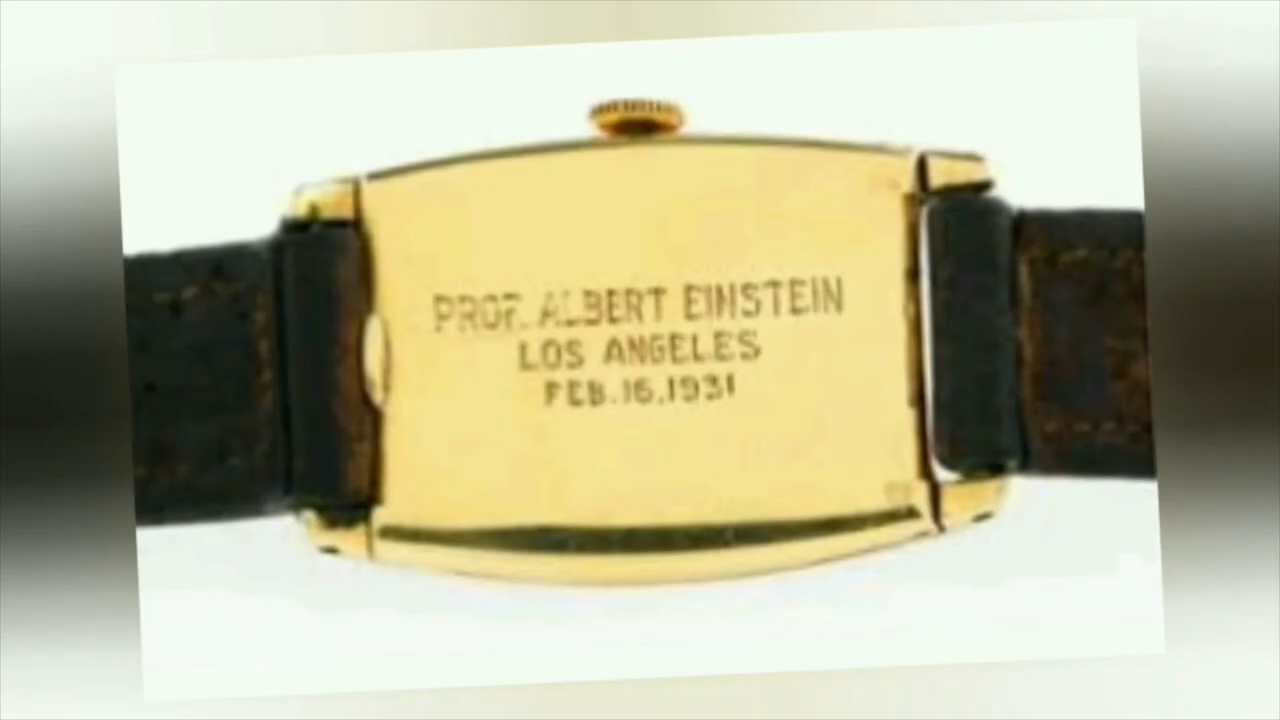 PROF. ALBERT EINSTEIN
LOS ANGELES
FEB. 16, 1931